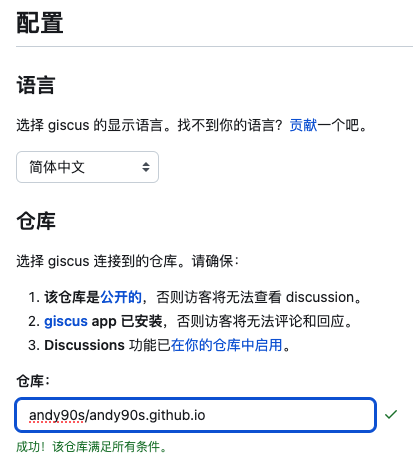 配置
语言
选择 giscus 的显示语言。找不到你的语言？贡献一个吧。
简体中文
仓库
选择 giscus 连接到的仓库。请确保：
1. 该仓库是公开的，否则访客将无法查看 discussion。
2. giscus app 已安装，否则访客将无法评论和回应。
3. Discussions 功能已在你的仓库中启用。
仓库：
andy90s/andy90s.github.io
成功！该仓库满足所有条件。